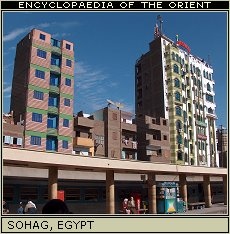 ENCYCLOPAEDIA OF THE ORIENT
SOHAG, EGYPT